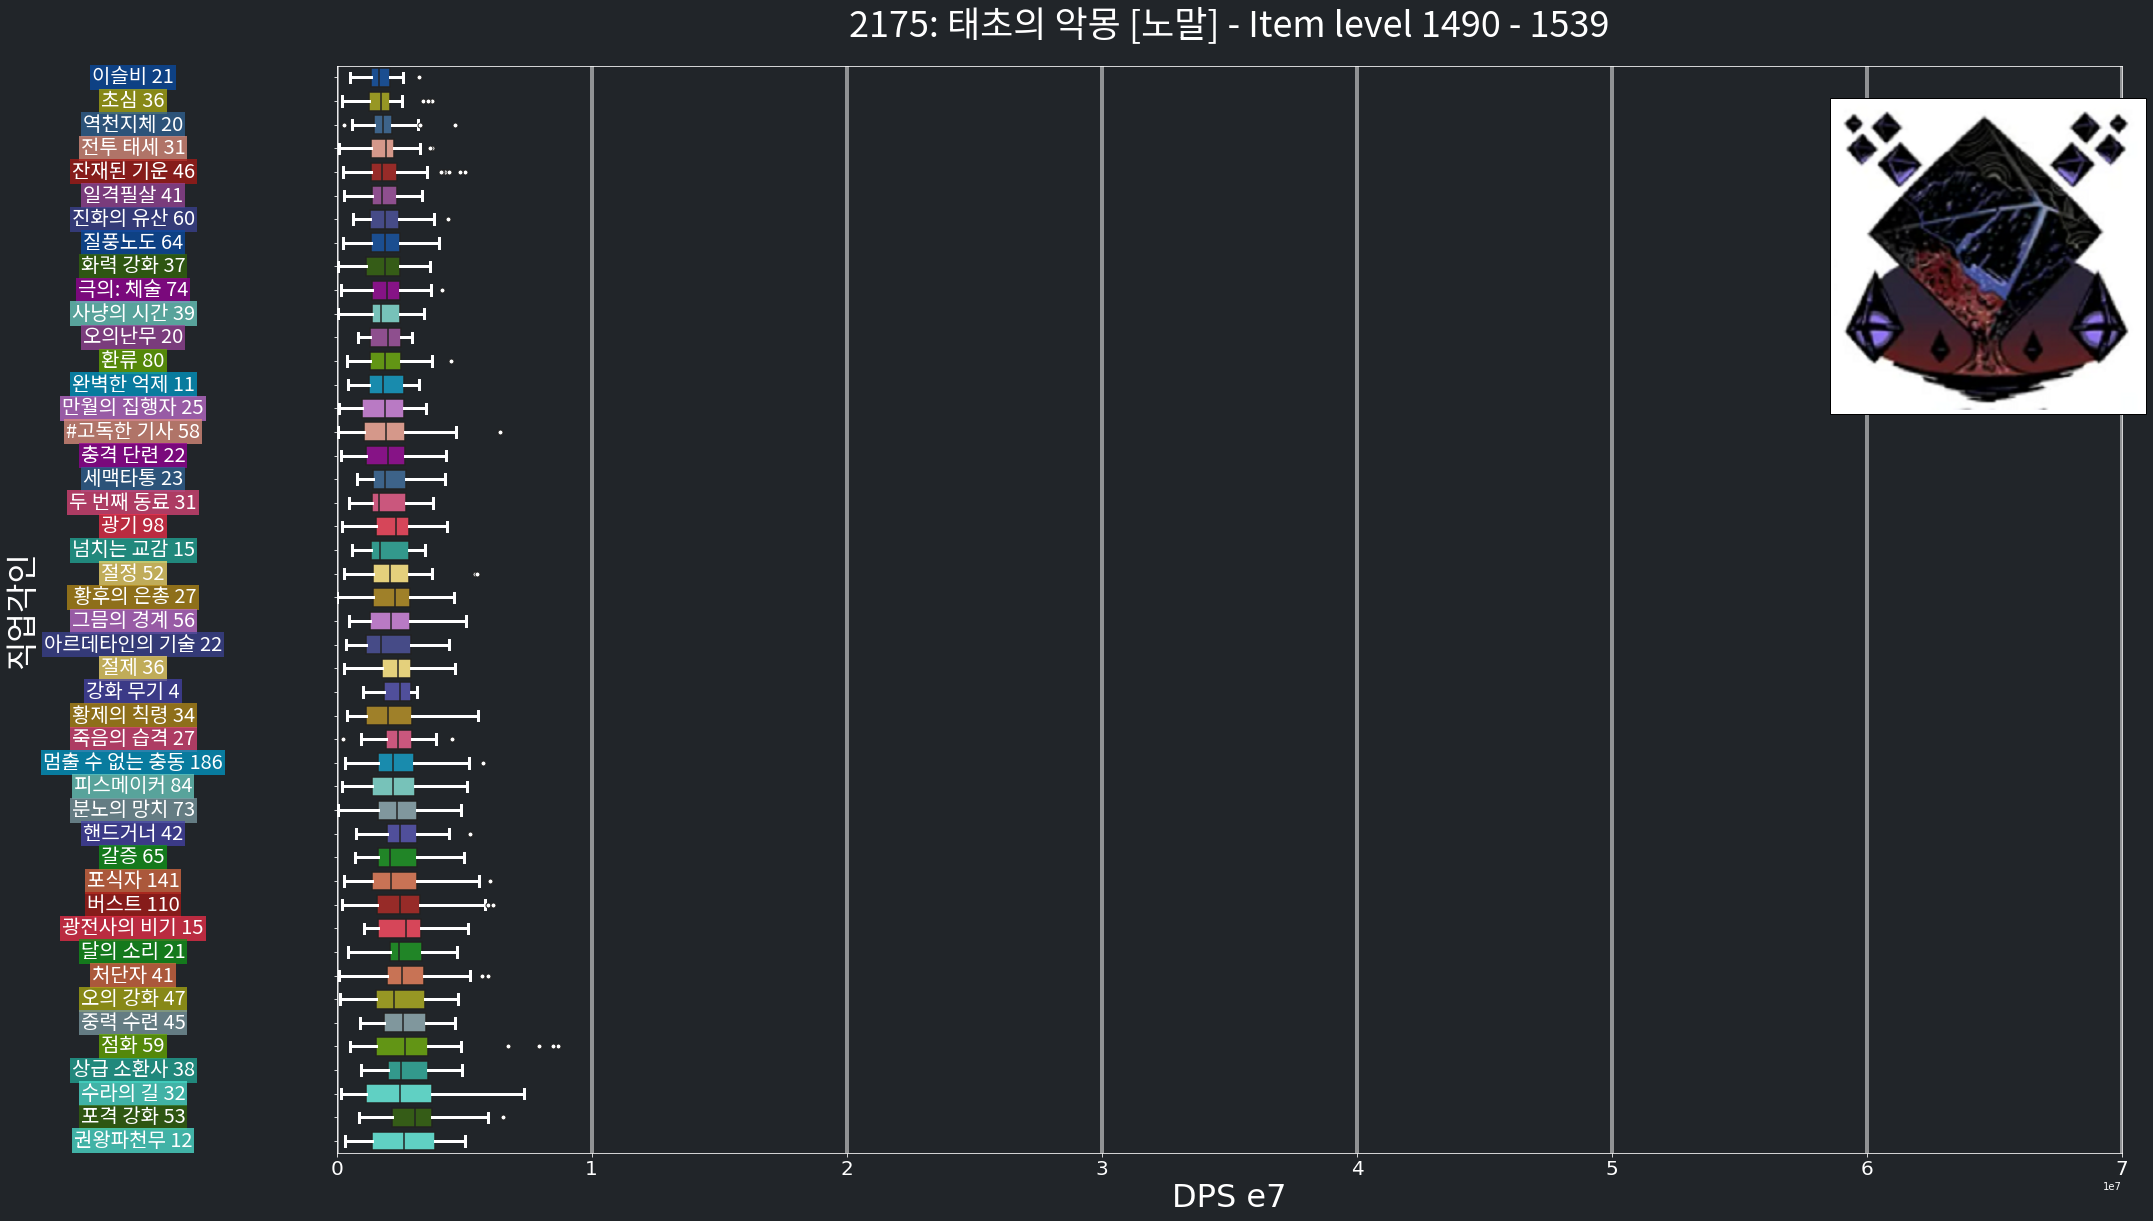 2175: 태초의 악몽 [노말] - Item level 1490 - 1539
이슬비 21
초심 36
역천지체 20
전투 태세 31
잔재된 기운 46
일격필살 41
진화의 유산 60
질풍노도 64
화력 강화 37
극의: 체술 74
사냥의 시간 39
오의난무 20
환류 80
완벽한 억제 11
만월의 집행자 25
#고독한 기사 58
충격 단련 22
세맥타통 23
두 번째 동료 31
광기 98
넘치는 교감 15
절정 52
황후의 은총 27
그믐의 경계 56
아르데타인의 기술 22
절제 36
강화 무기 4
황제의 칙령 34
죽음의 습격 27
멈출 수 없는 충동 186
피스메이커 84
분노의 망치 73
핸드거너 42
갈증 65
포식자 141
버스트 110
광전사의 비기 15
달의 소리 21
처단자 41
오의 강화 47
중력 수련 45
점화 59
상급 소환사 38
수라의 길 32
포격 강화 53
권왕파천무 12
직업각인
0 1 2 3 4 5 6 7
1e7
DPS e7